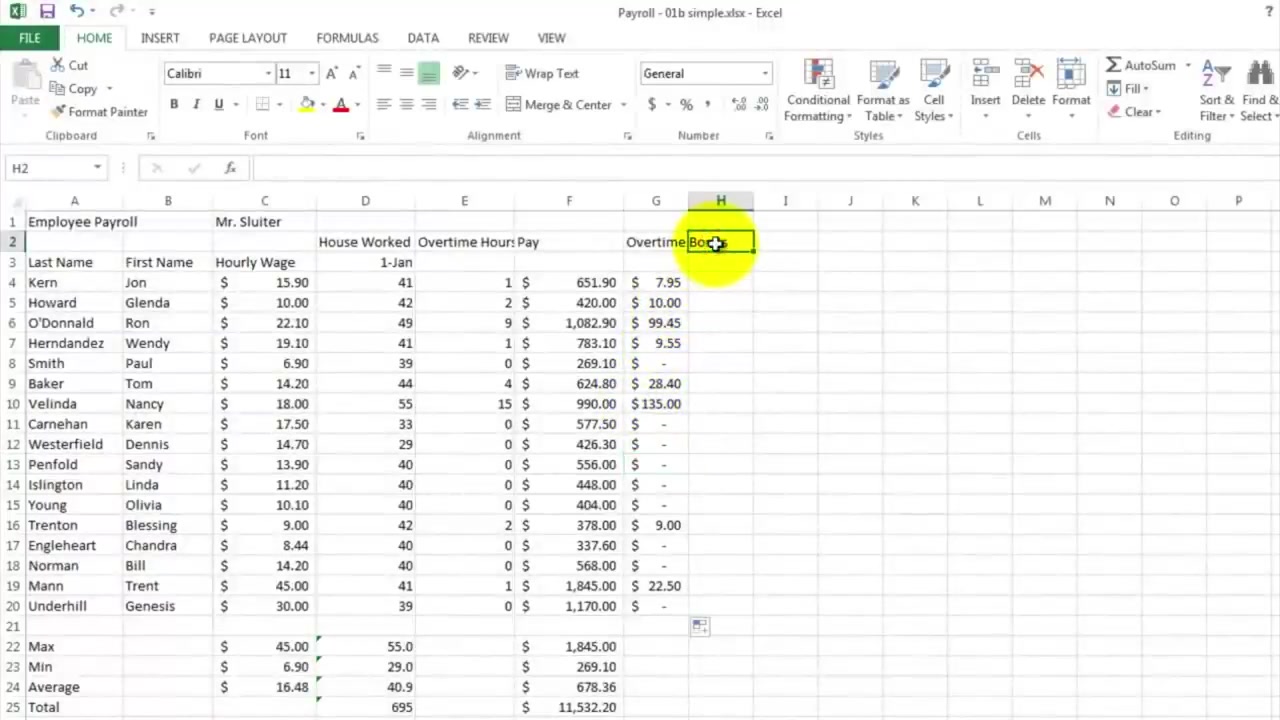 Payroll - 01b simple.xlsx - Excel
?
FILE HOME INSERT PAGE LAYOUT FORMULAS DATA REVIEW VIEW
Cut
Copy
Format Painter
Paste
Clipboard
Calibri 11
B I U
Font
Wrap Text
Merge & Center
Alignment
General
$ % ,
Number
Conditional Formatting
Format as Table
Cell Styles
Styles
Insert Delete Format
Cells
AutoSum
Fill
Clear
Sort & Filter
Find & Select
Editing
H2 fx
A B C D E F G H I J K L M N O P
1 Employee Payroll Mr. Sluiter
2 House Worked Overtime Hours Pay Overtime Bonus
3 Last Name First Name Hourly Wage 1-Jan
4 Kern Jon $ 15.90 41 1 $ 651.90 $ 7.95
5 Howard Glenda $ 10.00 42 2 $ 420.00 $ 10.00
6 O'Donnald Ron $ 22.10 49 9 $ 1,082.90 $ 99.45
7 Herndandez Wendy $ 19.10 41 1 $ 783.10 $ 9.55
8 Smith Paul $ 6.90 39 0 $ 269.10 $ -
9 Baker Tom $ 14.20 44 4 $ 624.80 $ 28.40
10 Velinda Nancy $ 18.00 55 15 $ 990.00 $135.00
11 Carnehan Karen $ 17.50 33 0 $ 577.50 $ -
12 Westerfield Dennis $ 14.70 29 0 $ 426.30 $ -
13 Penfold Sandy $ 13.90 40 0 $ 556.00 $ -
14 Islington Linda $ 11.20 40 0 $ 448.00 $ -
15 Young Olivia $ 10.10 40 0 $ 404.00 $ -
16 Trenton Blessing $ 9.00 42 2 $ 378.00 $ 9.00
17 Engleheart Chandra $ 8.44 40 0 $ 337.60 $ -
18 Norman Bill $ 14.20 40 0 $ 568.00 $ -
19 Mann Trent $ 45.00 41 1 $ 1,845.00 $ 22.50
20 Underhill Genesis $ 30.00 39 0 $ 1,170.00 $ -
21
22 Max $ 45.00 55.0 $ 1,845.00
23 Min $ 6.90 29.0 $ 269.10
24 Average $ 16.48 40.9 $ 678.36
25 Total 695 $ 11,532.20